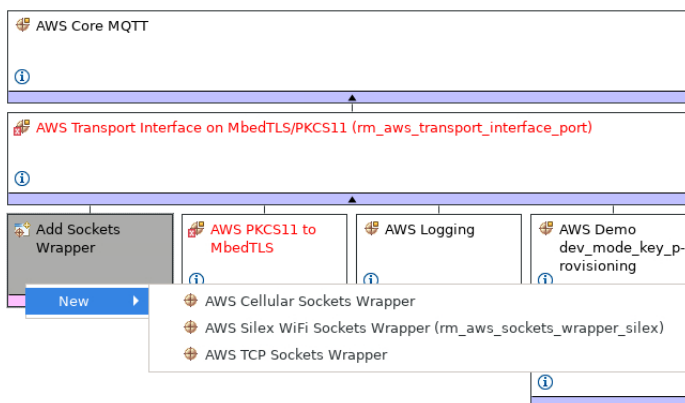 AWS Core MQTT
AWS Transport Interface on MbedTLS/PKCS11 (rm_aws_transport_interface_port)
Add Sockets
Wrapper
AWS PKCS11 to
MbedTLS
AWS Logging
AWS Demo
dev_mode_key_p-
rovisioning
New
AWS Cellular Sockets Wrapper
AWS Silex WiFi Sockets Wrapper (rm_aws_sockets_wrapper_silex)
AWS TCP Sockets Wrapper